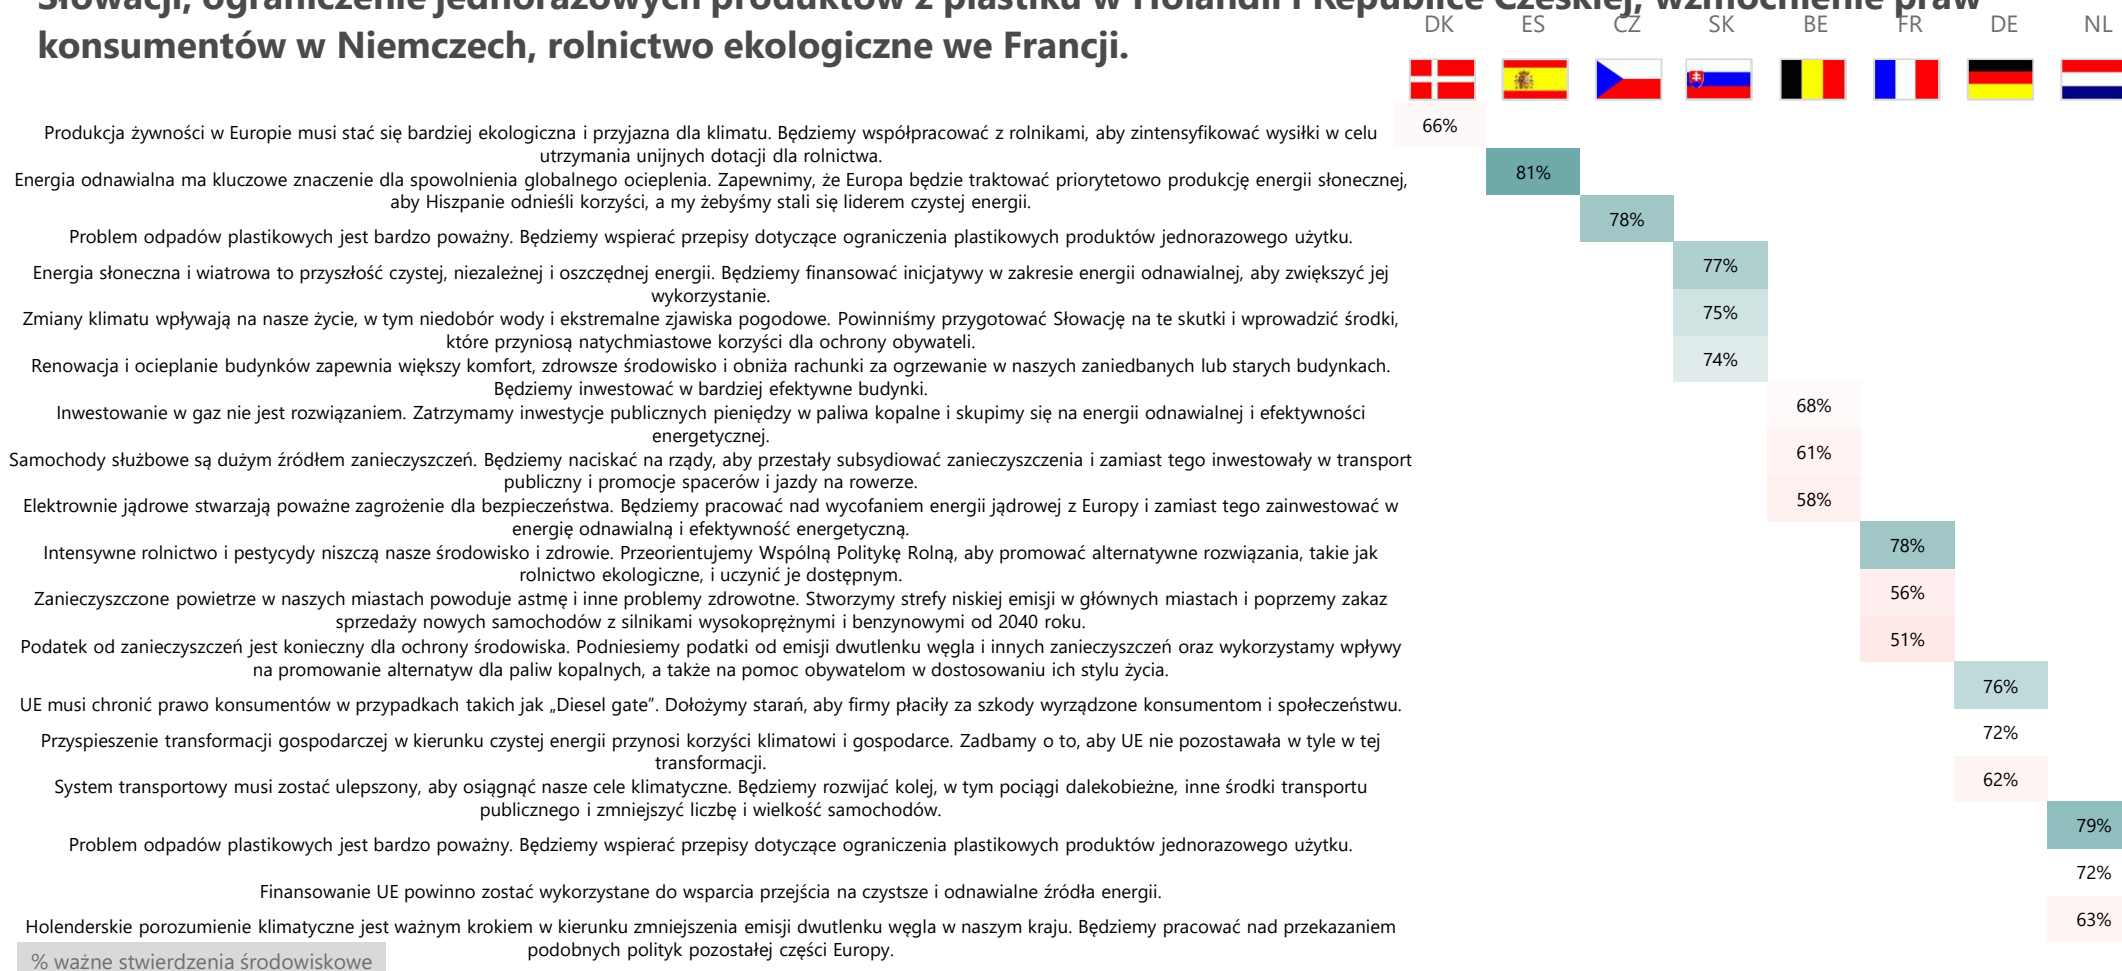 Słowacji, ograniczenie jednorazowych produktów z plastiku w Holandii i Republice Czeskiej, wzmocnienie praw
konsumentów w Niemczech, rolnictwo ekologiczne we Francji.
DK ES CZ SK BE FR DE NL
Produkcja żywności w Europie musi stać się bardziej ekologiczna i przyjazna dla klimatu. Będziemy współpracować z rolnikami, aby zintensyfikować wysiłki w celu
utrzymania unijnych dotacji dla rolnictwa.
66%
Energia odnawialna ma kluczowe znaczenie dla spowolnienia globalnego ocieplenia. Zapewnimy, że Europa będzie traktować priorytetowo produkcję energii słonecznej,
aby Hiszpanie odnieśli korzyści, a my żebyśmy stali się liderem czystej energii.
81%
Problem odpadów plastikowych jest bardzo poważny. Będziemy wspierać przepisy dotyczące ograniczenia plastikowych produktów jednorazowego użytku.
78%
Energia słoneczna i wiatrowa to przyszłość czystej, niezależnej i oszczędnej energii. Będziemy finansować inicjatywy w zakresie energii odnawialnej, aby zwiększyć jej
wykorzystanie.
77%
Zmiany klimatu wpływają na nasze życie, w tym niedobór wody i ekstremalne zjawiska pogodowe. Powinniśmy przygotować Słowację na te skutki i wprowadzić środki,
które przyniosą natychmiastowe korzyści dla ochrony obywateli.
75%
Renowacja i ocieplanie budynków zapewnia większy komfort, zdrowsze środowisko i obniża rachunki za ogrzewanie w naszych zaniedbanych lub starych budynkach.
Będziemy inwestować w bardziej efektywne budynki.
74%
Inwestowanie w gaz nie jest rozwiązaniem. Zatrzymamy inwestycje publicznych pieniędzy w paliwa kopalne i skupimy się na energii odnawialnej i efektywności
energetycznej.
68%
Samochody służbowe są dużym źródłem zanieczyszczeń. Będziemy naciskać na rządy, aby przestały subsydiować zanieczyszczenia i zamiast tego inwestowały w transport
publiczny i promocje spacerów i jazdy na rowerze.
61%
Elektrownie jądrowe stwarzają poważne zagrożenie dla bezpieczeństwa. Będziemy pracować nad wycofaniem energii jądrowej z Europy i zamiast tego zainwestować w
energię odnawialną i efektywność energetyczną.
58%
Intensywne rolnictwo i pestycydy niszczą nasze środowisko i zdrowie. Przeorientujemy Wspólną Politykę Rolną, aby promować alternatywne rozwiązania, takie jak
rolnictwo ekologiczne, i uczynić je dostępnym.
78%
Zanieczyszczone powietrze w naszych miastach powoduje astmę i inne problemy zdrowotne. Stworzymy strefy niskiej emisji w głównych miastach i poprzemy zakaz
sprzedaży nowych samochodów z silnikami wysokoprężnymi i benzynowymi od 2040 roku.
56%
Podatek od zanieczyszczeń jest konieczny dla ochrony środowiska. Podniesiemy podatki od emisji dwutlenku węgla i innych zanieczyszczeń oraz wykorzystamy wpływy
na promowanie alternatyw dla paliw kopalnych, a także na pomoc obywatelom w dostosowaniu ich stylu życia.
51%
UE musi chronić prawo konsumentów w przypadkach takich jak „Diesel gate”. Dołożymy starań, aby firmy płaciły za szkody wyrządzone konsumentom i społeczeństwu.
76%
Przyspieszenie transformacji gospodarczej w kierunku czystej energii przynosi korzyści klimatowi i gospodarce. Zadbamy o to, aby UE nie pozostawała w tyle w tej
transformacji.
72%
System transportowy musi zostać ulepszony, aby osiągnąć nasze cele klimatyczne. Będziemy rozwijać kolej, w tym pociągi dalekobieżne, inne środki transportu
publicznego i zmniejszyć liczbę i wielkość samochodów.
62%
Problem odpadów plastikowych jest bardzo poważny. Będziemy wspierać przepisy dotyczące ograniczenia plastikowych produktów jednorazowego użytku.
79%
Finansowanie UE powinno zostać wykorzystane do wsparcia przejścia na czystsze i odnawialne źródła energii.
72%
Holenderskie porozumienie klimatyczne jest ważnym krokiem w kierunku zmniejszenia emisji dwutlenku węgla w naszym kraju. Będziemy pracować nad przekazaniem
podobnych polityk pozostałej części Europy.
63%
% ważne stwierdzenia środowiskowe